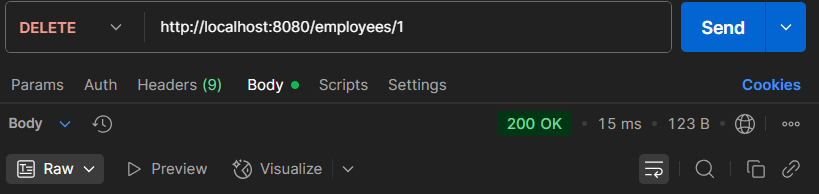 DELETE http://localhost:8080/employees/1 Send
Params Auth Headers (9) Body Scripts Settings Cookies
Body 200 OK 15 ms 123 B
Raw Preview Visualize